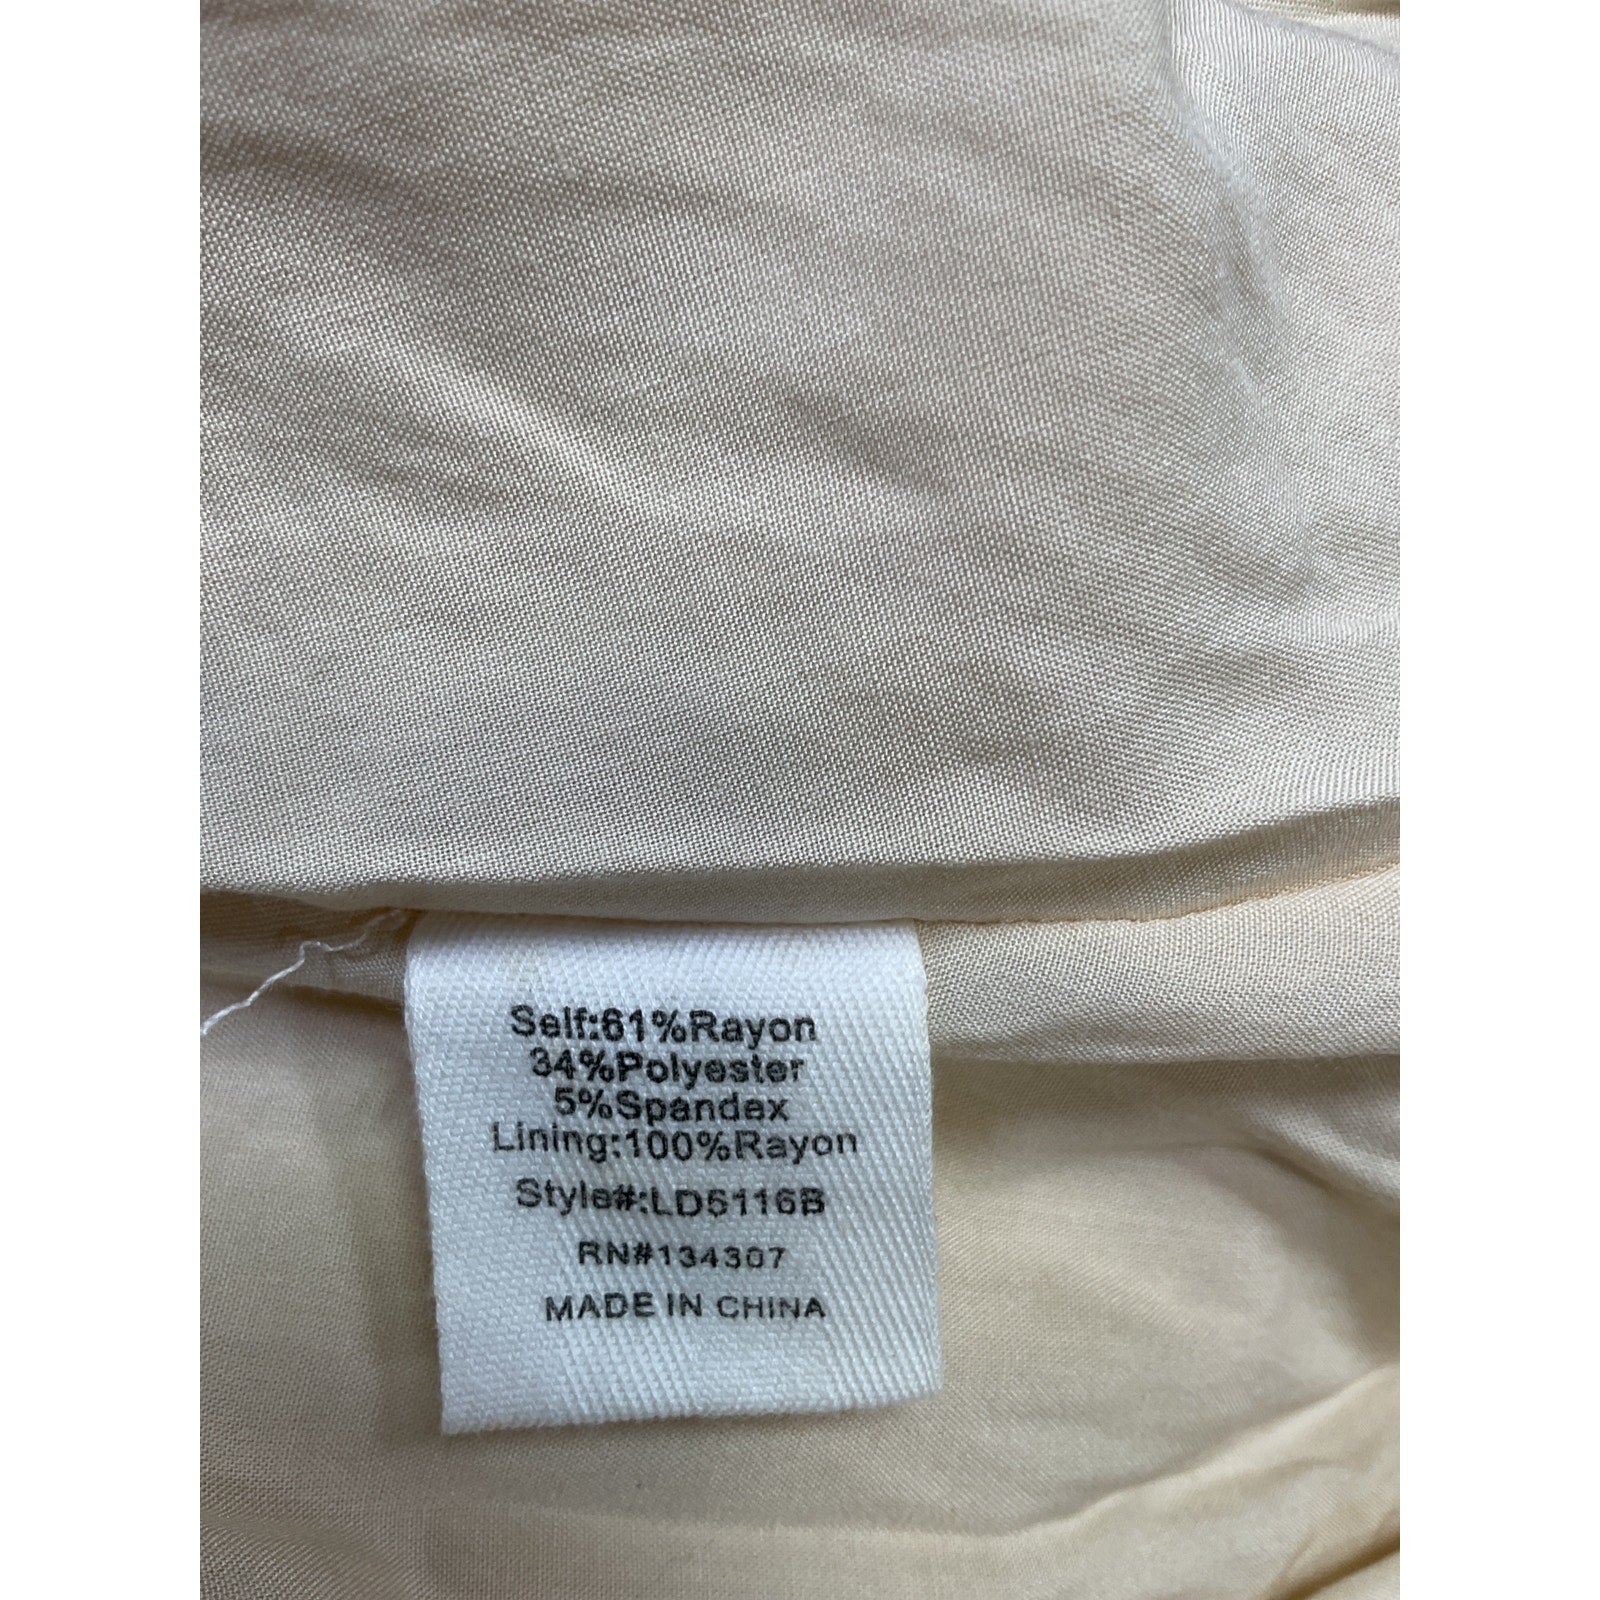 Self:61%Rayon
34%Polyester
5%Spandex
Lining:100%Rayon
Style#:LD5116B
RN#134307
MADE IN CHINA